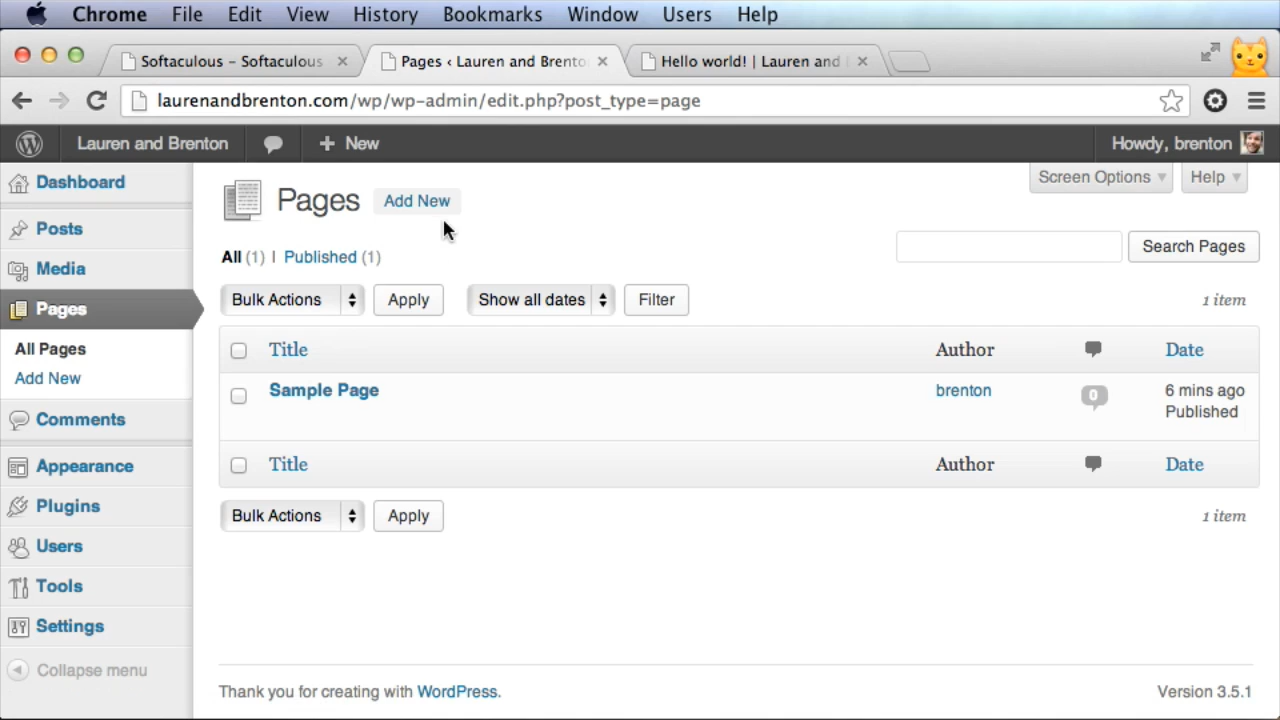 Chrome File Edit View History Bookmarks Window Users Help
Softaculous – Softaculous
Pages ‹ Lauren and Brento
Hello world! | Lauren and
laurenandbrenton.com/wp/wp-admin/edit.php?post_type=page
Lauren and Brenton
+ New
Howdy, brenton
Dashboard
Posts
Media
Pages
All Pages
Add New
Comments
Appearance
Plugins
Users
Tools
Settings
Collapse menu
Screen Options
Help
Pages Add New
All (1) | Published (1)
Search Pages
Bulk Actions Apply Show all dates Filter 1 item
Title Author Date
Sample Page brenton 0 6 mins ago
Published
Title Author Date
Bulk Actions Apply 1 item
Thank you for creating with WordPress. Version 3.5.1